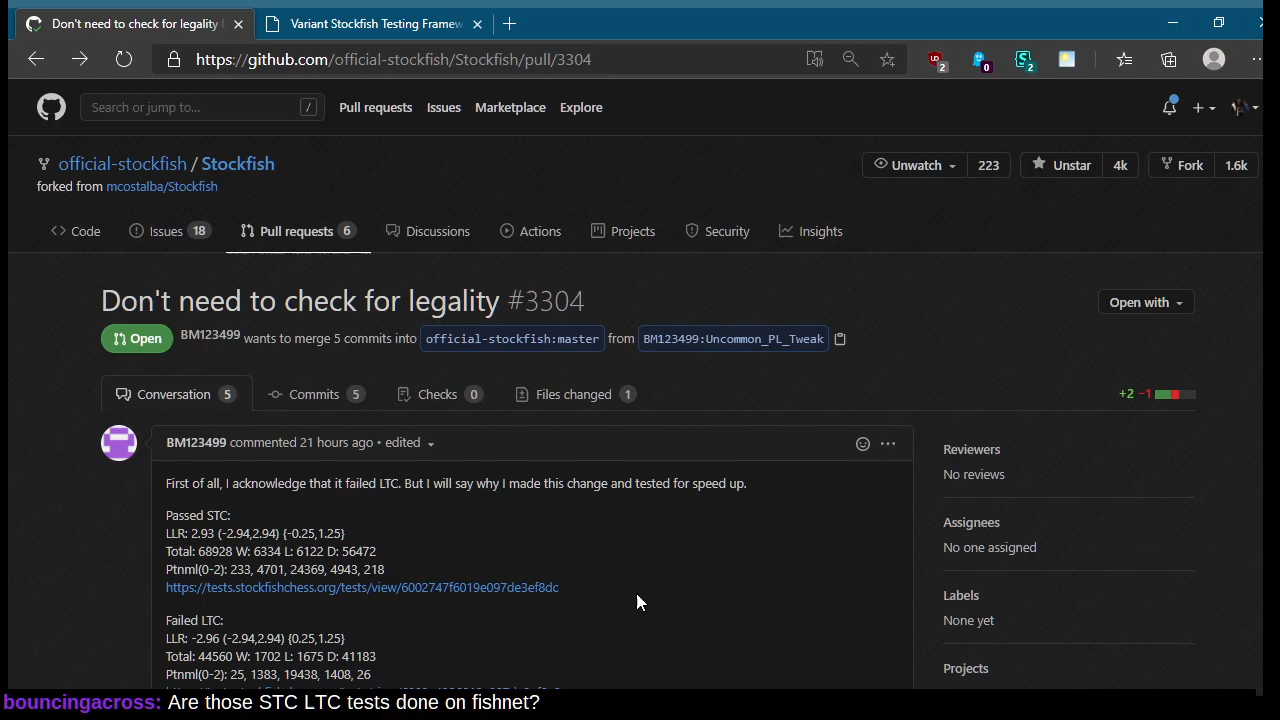 Don't need to check for legality
Variant Stockfish Testing Framew
https://github.com/official-stockfish/Stockfish/pull/3304
2
0
2
Search or jump to...
/
Pull requests
Issues
Marketplace
Explore
official-stockfish / Stockfish
Unwatch
223
Unstar
4k
Fork
1.6k
forked from mcostalba/Stockfish
Code
Issues 18
Pull requests 6
Discussions
Actions
Projects
Security
Insights
Don't need to check for legality #3304
Open with
Open
BM123499 wants to merge 5 commits into official-stockfish:master from BM123499:Uncommon_PL_Tweak
Conversation 5
Commits 5
Checks 0
Files changed 1
+2 −1
BM123499 commented 21 hours ago • edited
First of all, I acknowledge that it failed LTC. But I will say why I made this change and tested for speed up.
Passed STC:
LLR: 2.93 (-2.94,2.94) {-0.25,1.25}
Total: 68928 W: 6334 L: 6122 D: 56472
Ptnml(0-2): 233, 4701, 24369, 4943, 218
https://tests.stockfishchess.org/tests/view/6002747f6019e097de3ef8dc
Failed LTC:
LLR: -2.96 (-2.94,2.94) {0.25,1.25}
Total: 44560 W: 1702 L: 1675 D: 41183
Ptnml(0-2): 25, 1383, 19438, 1408, 26
Reviewers
No reviews
Assignees
No one assigned
Labels
None yet
Projects
bouncingacross: Are those STC LTC tests done on fishnet?